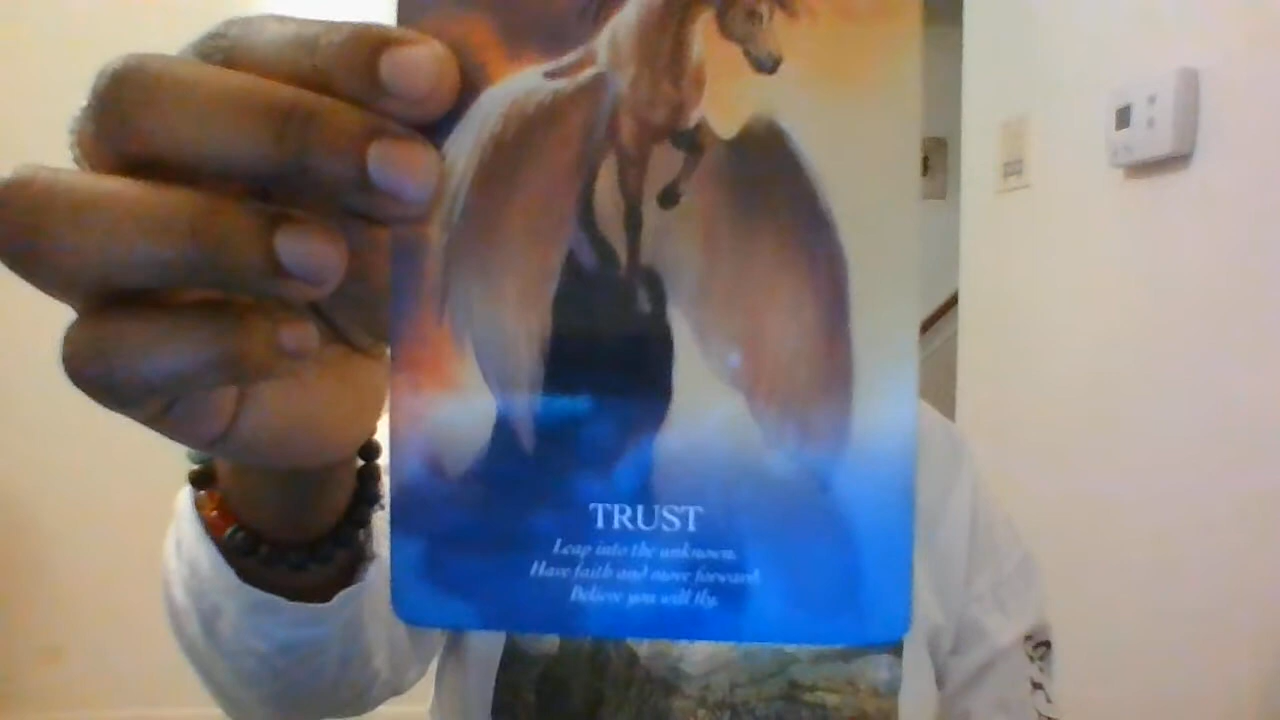 TRUST
Leap into the unknown.
Have faith and move forward.
Believe you will fly.